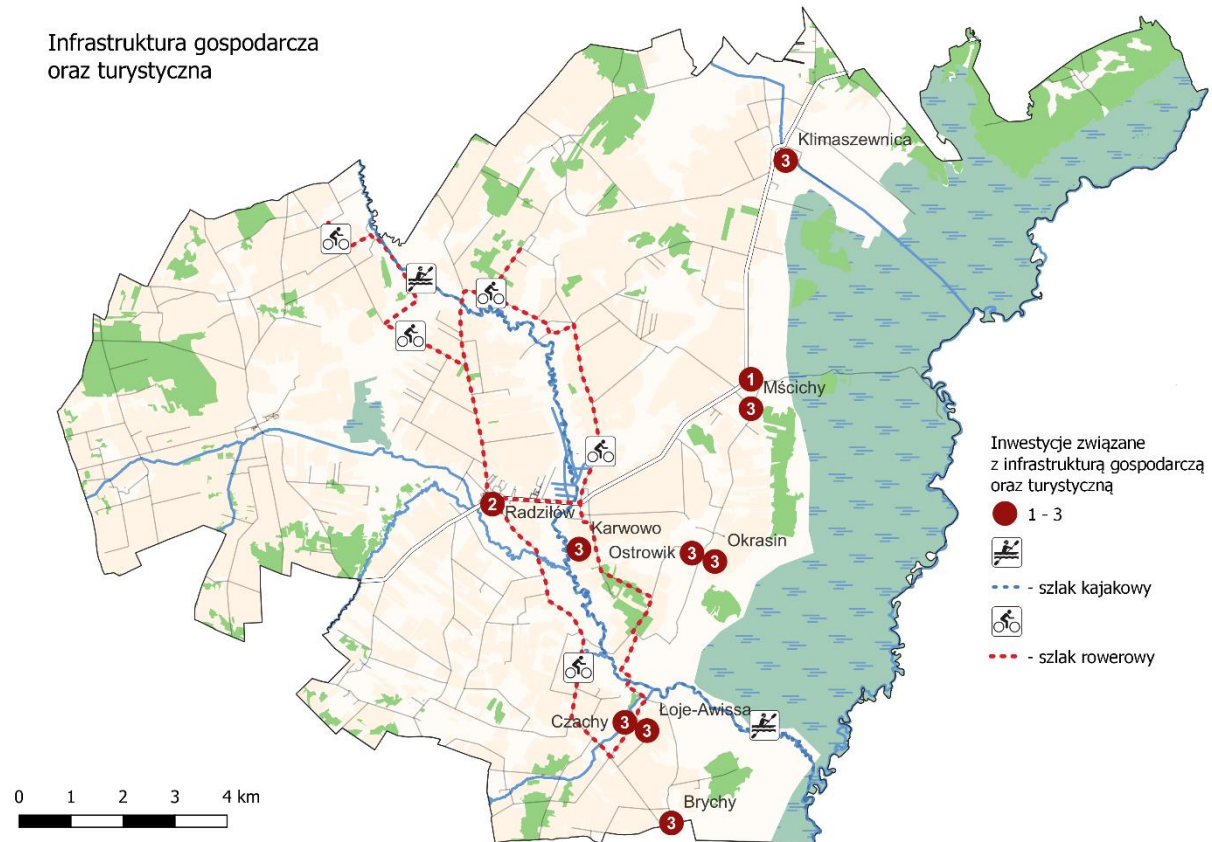 Infrastruktura gospodarcza
oraz turystyczna
Klimaszewnica
3
1
Mścichy
3
2
Radziłów
Karwowo
3
Ostrowik
3
3
Okrasin
Czachy
3
3
Łoje-Awissa
Brychy
3
Inwestycje związane
z infrastrukturą gospodarczą
oraz turystyczną
1 - 3
- szlak kajakowy
- szlak rowerowy
0 1 2 3 4 km